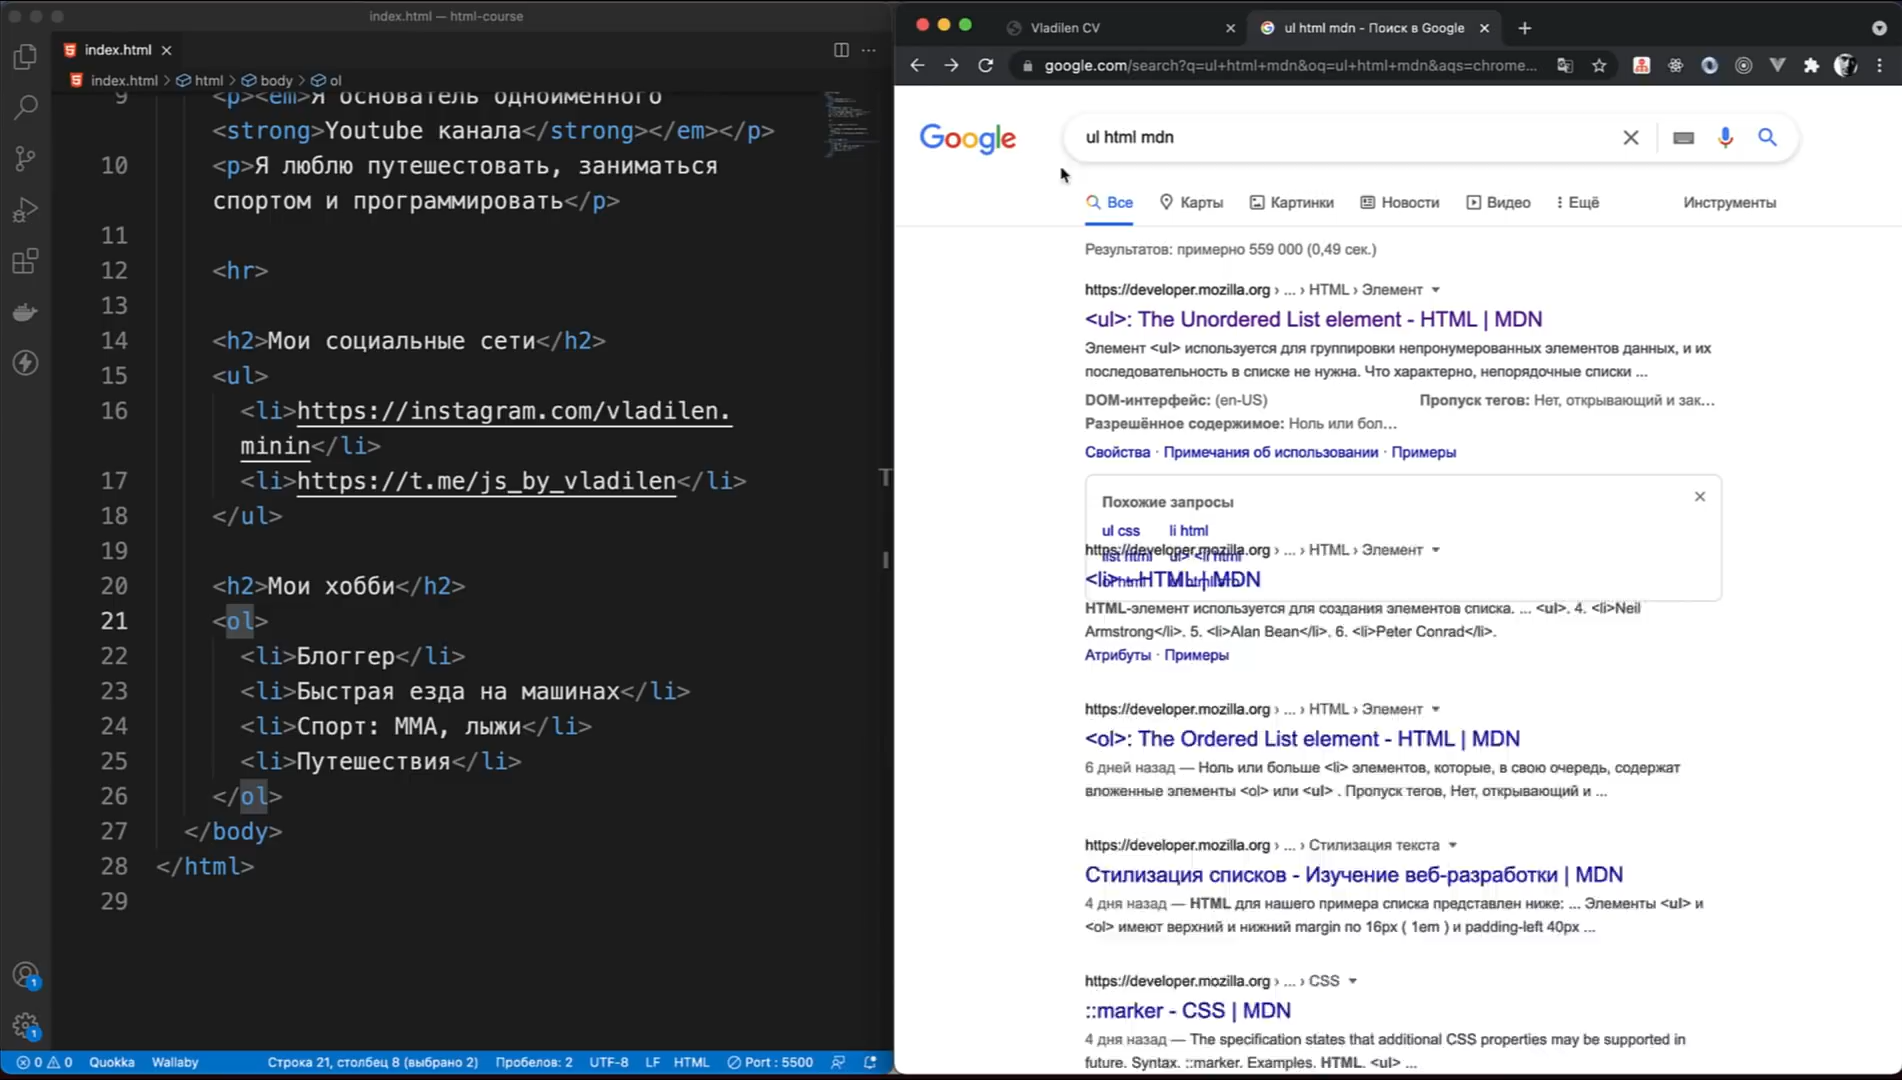 index.html — html-course
index.html
index.html > html > body > ol
9 <p><em>Я основатель одноименного
<strong>Youtube канала</strong></em></p>
10 <p>Я люблю путешестовать, заниматься
спортом и программировать</p>
11
12 <hr>
13
14 <h2>Мои социальные сети</h2>
15 <ul>
16 <li>https://instagram.com/vladilen.
minin</li>
17 <li>https://t.me/js_by_vladilen</li>
18 </ul>
19
20 <h2>Мои хобби</h2>
21 <ol>
22 <li>Блоггер</li>
23 <li>Быстрая езда на машинах</li>
24 <li>Спорт: ММА, лыжи</li>
25 <li>Путешествия</li>
26 </ol>
27 </body>
28 </html>
29
1
1
0 0 Quokka Wallaby Строка 21, столбец 8 (выбрано 2) Пробелов: 2 UTF-8 LF HTML Port : 5500
Vladilen CV
ul html mdn - Поиск в Google
google.com/search?q=ul+html+mdn&oq=ul+html+mdn&aqs=chrome...
Google
ul html mdn
Все Карты Картинки Новости Видео Ещё Инструменты
Результатов: примерно 559 000 (0,49 сек.)
https://developer.mozilla.org › ... › HTML › Элемент
<ul>: The Unordered List element - HTML | MDN
Элемент <ul> используется для группировки непронумерованных элементов данных, и их
последовательность в списке не нужна. Что характерно, непорядочные списки ...
DOM-интерфейс: (en-US) Пропуск тегов: Нет, открывающий и зак...
Разрешённое содержимое: Ноль или бол...
Свойства · Примечания об использовании · Примеры
Похожие запросы
ul css li html
https://developer.mozilla.org › ... › HTML › Элемент
<li> - HTML | MDN
HTML-элемент используется для создания элементов списка. ... <ul>. 4. <li>Neil
Armstrong</li>. 5. <li>Alan Bean</li>. 6. <li>Peter Conrad</li>.
Атрибуты · Примеры
https://developer.mozilla.org › ... › HTML › Элемент
<ol>: The Ordered List element - HTML | MDN
6 дней назад — Ноль или больше <li> элементов, которые, в свою очередь, содержат
вложенные элементы <ol> или <ul> . Пропуск тегов, Нет, открывающий и ...
https://developer.mozilla.org › ... › Стилизация текста
Стилизация списков - Изучение веб-разработки | MDN
4 дня назад — HTML для нашего примера списка представлен ниже: ... Элементы <ul> и
<ol> имеют верхний и нижний margin по 16px ( 1em ) и padding-left 40px ...
https://developer.mozilla.org › ... › CSS
::marker - CSS | MDN
4 дня назад — The specification states that additional CSS properties may be supported in
future. Syntax. ::marker. Examples. HTML. <ul> ...